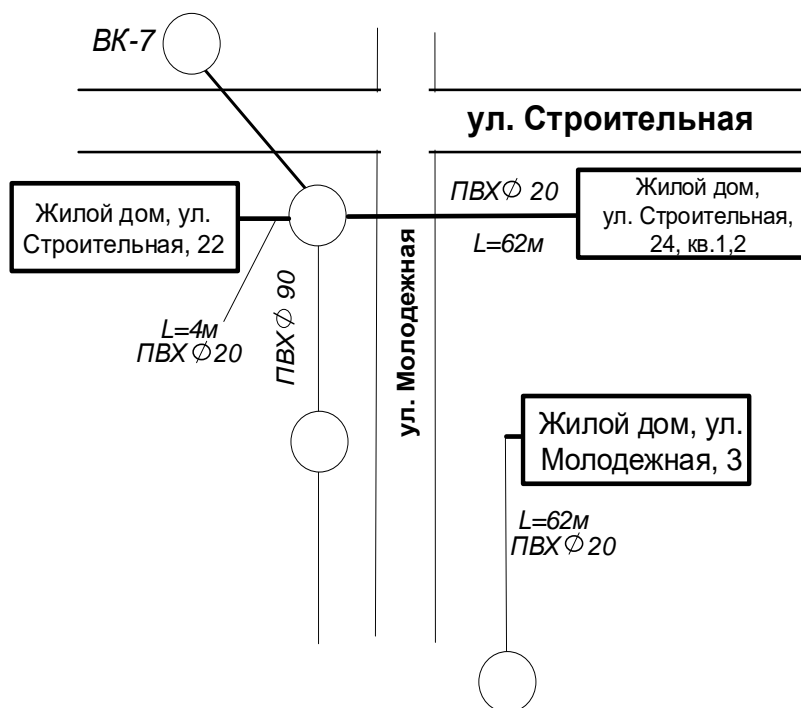 ВК-7
ул. Строительная
ПВХ∅ 20
Жилой дом,
ул. Строительная,
24, кв.1,2
Жилой дом, ул.
Строительная, 22
L=62м
ул. Молодежная
ПВХ∅ 90
L=4м
ПВХ∅20
Жилой дом, ул.
Молодежная, 3
L=62м
ПВХ∅20